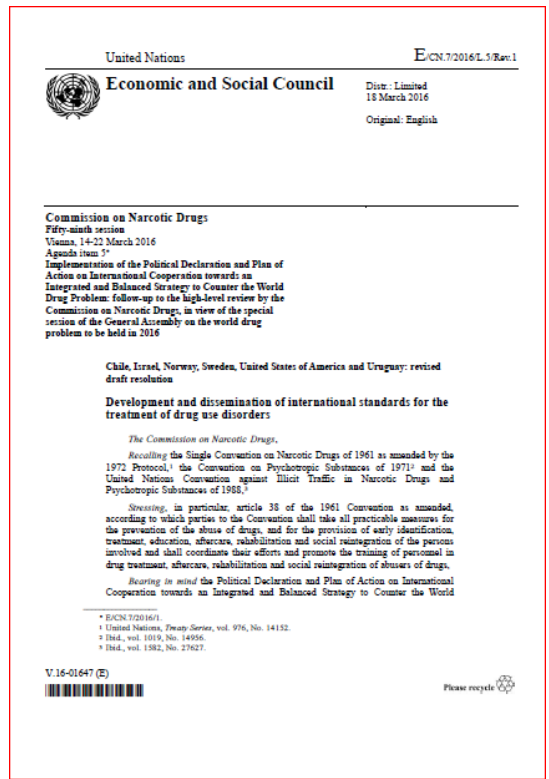 United Nations
E/CN.7/2016/L.5/Rev.1
Economic and Social Council
Distr.: Limited
18 March 2016
Original: English
Commission on Narcotic Drugs
Fifty-ninth session
Vienna, 14-22 March 2016
Agenda item 5*
Implementation of the Political Declaration and Plan of
Action on International Cooperation towards an
Integrated and Balanced Strategy to Counter the World
Drug Problem: follow-up to the high-level review by the
Commission on Narcotic Drugs, in view of the special
session of the General Assembly on the world drug
problem to be held in 2016
Chile, Israel, Norway, Sweden, United States of America and Uruguay: revised
draft resolution
Development and dissemination of international standards for the
treatment of drug use disorders
The Commission on Narcotic Drugs,
Recalling the Single Convention on Narcotic Drugs of 1961 as amended by the
1972 Protocol,¹ the Convention on Psychotropic Substances of 1971² and the
United Nations Convention against Illicit Traffic in Narcotic Drugs and
Psychotropic Substances of 1988,³
Stressing, in particular, article 38 of the 1961 Convention as amended,
according to which parties to the Convention shall take all practicable measures for
the prevention of the abuse of drugs, and for the provision of early identification,
treatment, education, aftercare, rehabilitation and social reintegration of the persons
involved and shall coordinate their efforts and promote the training of personnel in
drug treatment, aftercare, rehabilitation and social reintegration of abusers of drugs,
Bearing in mind the Political Declaration and Plan of Action on International
Cooperation towards an Integrated and Balanced Strategy to Counter the World
* E/CN.7/2016/1.
¹ United Nations, Treaty Series, vol. 976, No. 14152.
² Ibid., vol. 1019, No. 14956.
³ Ibid., vol. 1582, No. 27627.
V.16-01647 (E)
Please recycle